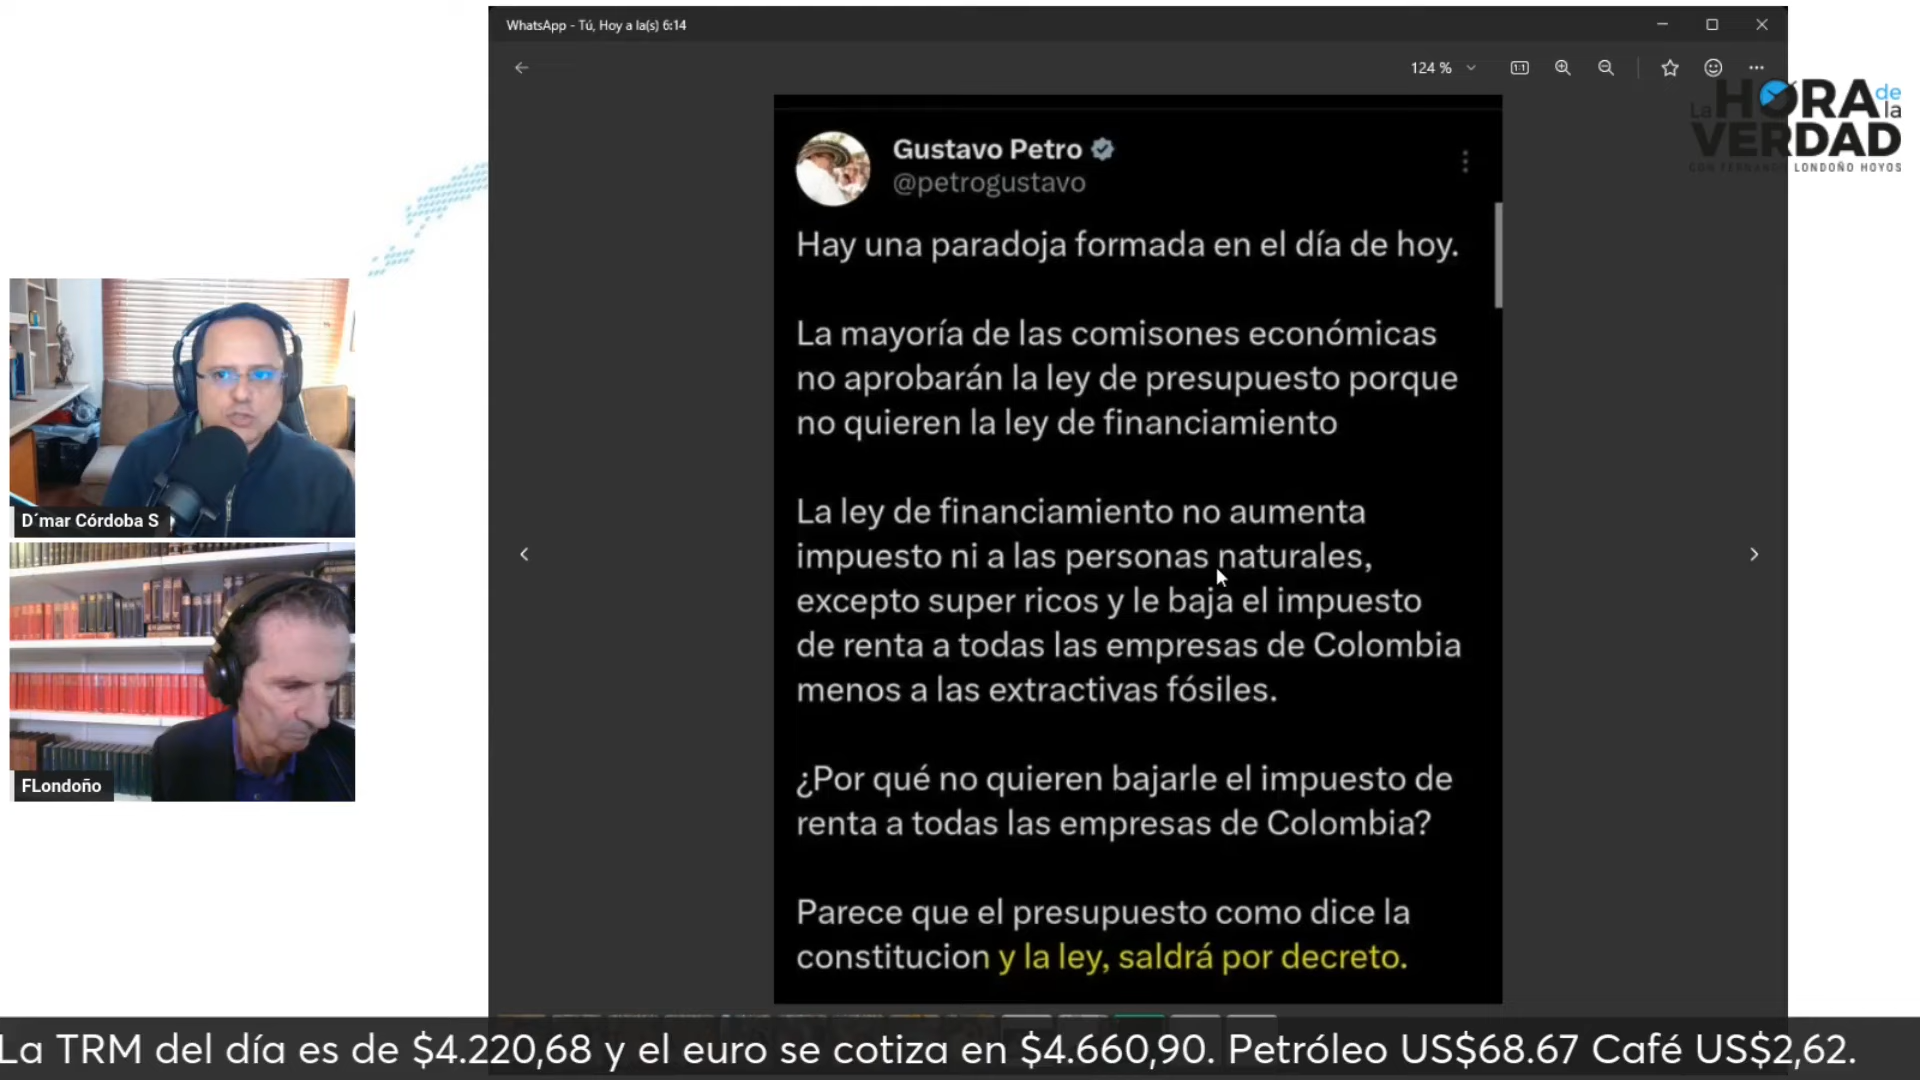 WhatsApp - Tú, Hoy a la(s) 6:14
124 %
1:1
La HORA de la
VERDAD
LONDOÑO HOYOS
Gustavo Petro
@petrogustavo
Hay una paradoja formada en el día de hoy.
La mayoría de las comisones económicas
no aprobarán la ley de presupuesto porque
no quieren la ley de financiamiento
La ley de financiamiento no aumenta
impuesto ni a las personas naturales,
excepto super ricos y le baja el impuesto
de renta a todas las empresas de Colombia
menos a las extractivas fósiles.
¿Por qué no quieren bajarle el impuesto de
renta a todas las empresas de Colombia?
Parece que el presupuesto como dice la
constitucion y la ley, saldrá por decreto.
D´mar Córdoba S
FLondoño
La TRM del día es de $4.220,68 y el euro se cotiza en $4.660,90. Petróleo US$68.67 Café US$2,62.